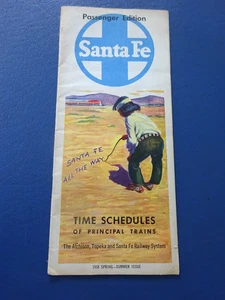 Passenger Edition
Santa Fe
SANTA FE
ALL THE WAY
TIME SCHEDULES
OF PRINCIPAL TRAINS
The Atchison, Topeka and Santa Fe Railway System
SPRING—SUMMER ISSUE